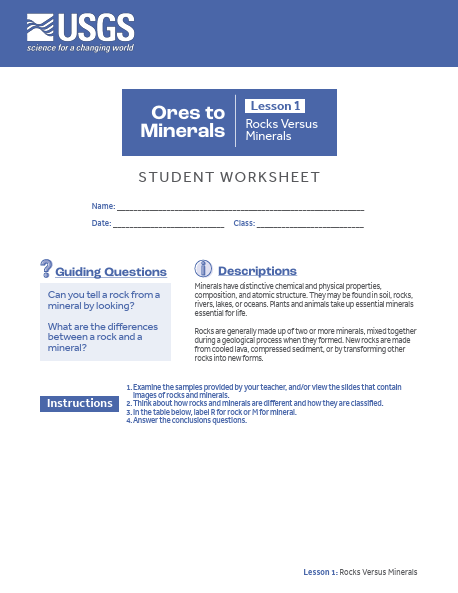 USGS
science for a changing world
Ores to
Minerals
Lesson 1
Rocks Versus
Minerals
STUDENT WORKSHEET
Name: ____________________________________________________________
Date: ___________________________ Class: __________________________
Guiding Questions
Can you tell a rock from a
mineral by looking?
What are the differences
between a rock and a
mineral?
Descriptions
Minerals have distinctive chemical and physical properties,
composition, and atomic structure. They may be found in soil, rocks,
rivers, lakes, or oceans. Plants and animals take up essential minerals
essential for life.
Rocks are generally made up of two or more minerals, mixed together
during a geological process when they formed. New rocks are made
from cooled lava, compressed sediment, or by transforming other
rocks into new forms.
Instructions
1. Examine the samples provided by your teacher, and/or view the slides that contain
images of rocks and minerals.
2. Think about how rocks and minerals are different and how they are classified.
3. In the table below, label R for rock or M for mineral.
4. Answer the conclusions questions.
Lesson 1: Rocks Versus Minerals